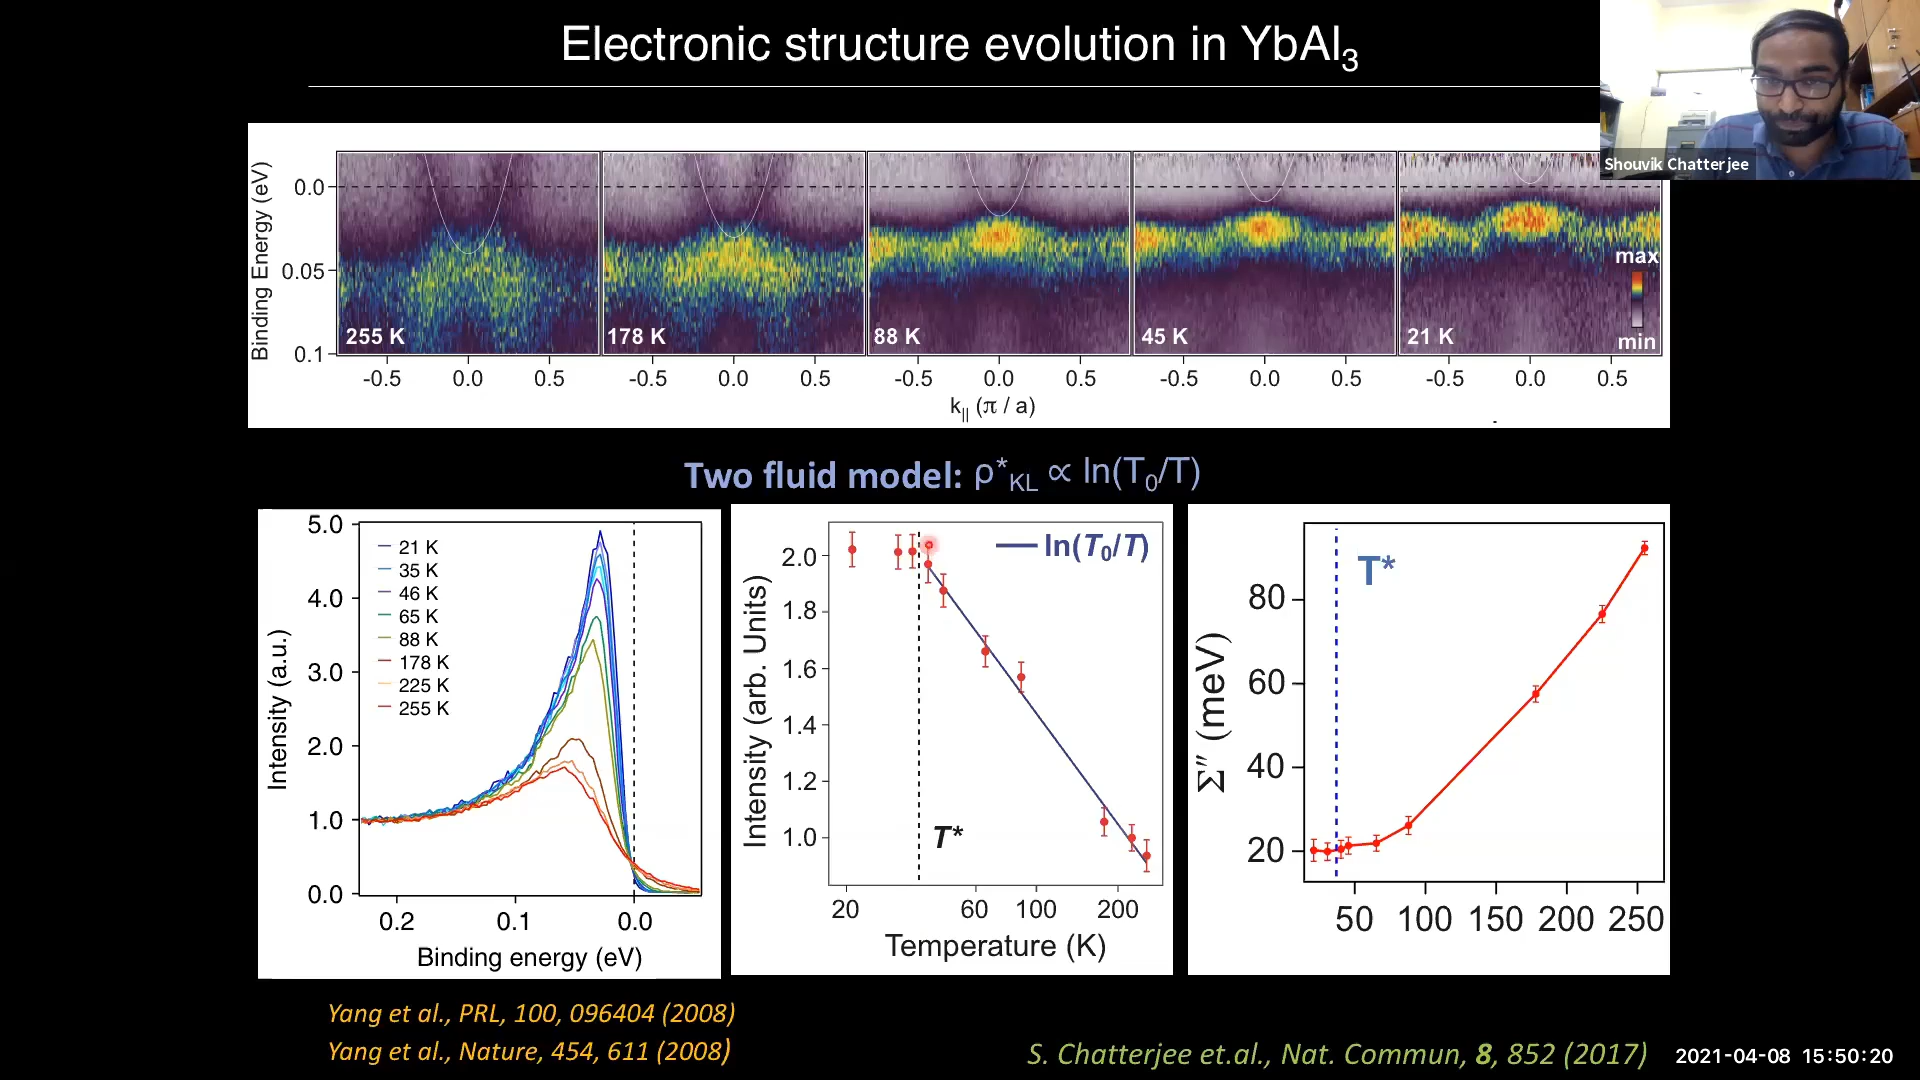 Electronic structure evolution in YbAl3
Shouvik Chatterjee
Binding Energy (eV)
0.0
0.05
0.1
255 K
178 K
88 K
45 K
21 K
max
min
-0.5 0.0 0.5 -0.5 0.0 0.5 -0.5 0.0 0.5 -0.5 0.0 0.5 -0.5 0.0 0.5
k|| (π / a)
Two fluid model: ρ*KL ∝ ln(T0/T)
Intensity (a.u.)
5.0
4.0
3.0
2.0
1.0
0.0
21 K
35 K
46 K
65 K
88 K
178 K
225 K
255 K
0.2 0.1 0.0
Binding energy (eV)
Intensity (arb. Units)
2.0
1.8
1.6
1.4
1.2
1.0
ln(T0/T)
T*
20 60 100 200
Temperature (K)
Σ″ (meV)
80
60
40
20
T*
50 100 150 200 250
Yang et al., PRL, 100, 096404 (2008)
Yang et al., Nature, 454, 611 (2008)
S. Chatterjee et.al., Nat. Commun, 8, 852 (2017)
2021-04-08 15:50:20